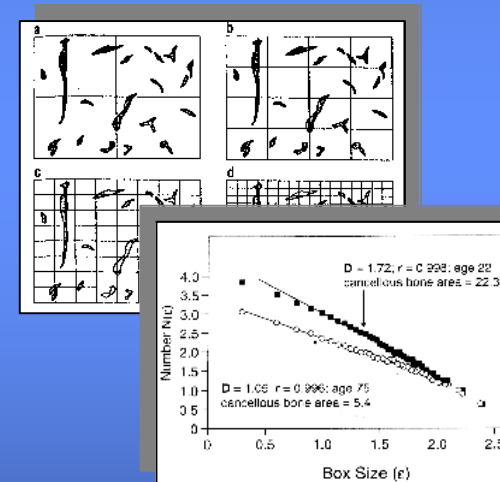 a
b
c
d
D = 1.72; r = 0.998; age 22
cancellous bone area = 22.3
4.0
3.5
3.0
2.5
2.0
1.5
1.0
0 5
0
Number N(ε)
D = 1.06 r = 0.996; age 75
cancellous bone area = 5.4
0 0.5 1.0 1.5 2.0 2.5
Box Size (ε)